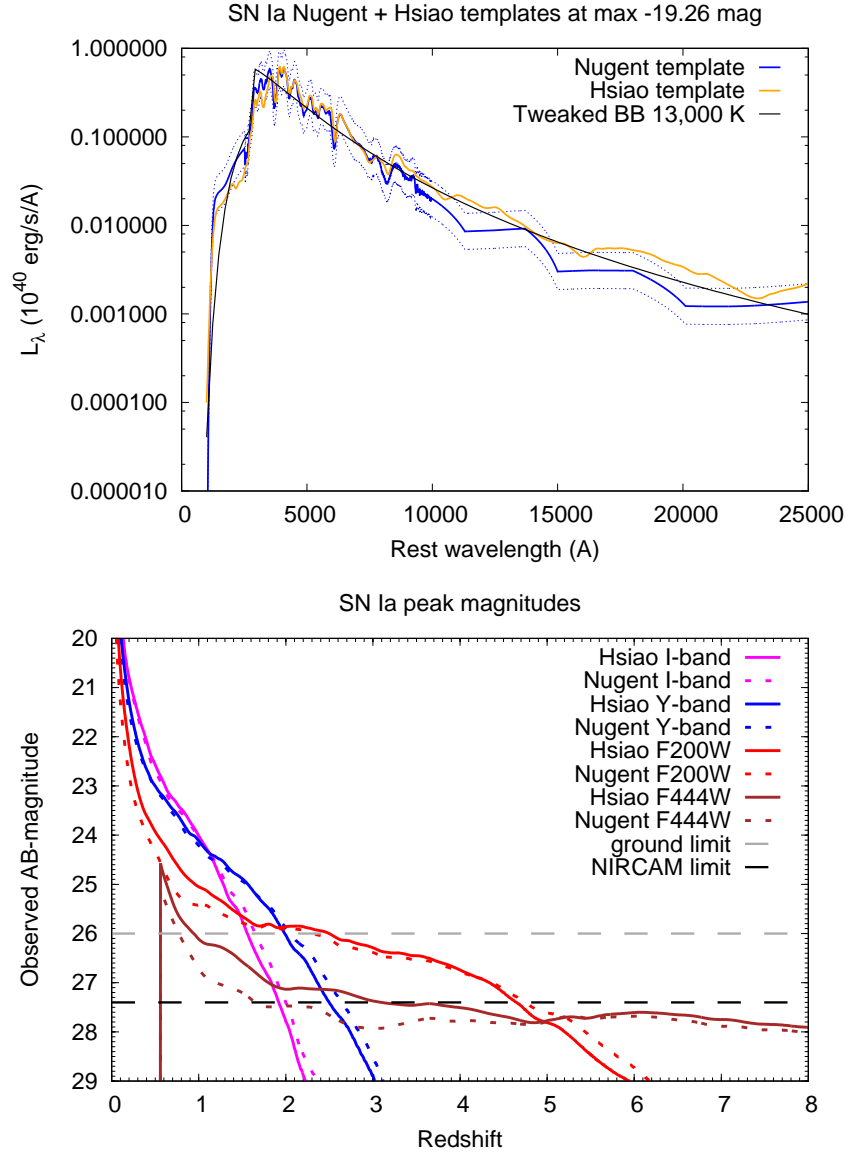 SN Ia Nugent + Hsiao templates at max -19.26 mag
1.000000
0.100000
0.010000
0.001000
0.000100
0.000010
L_λ (10^40 erg/s/A)
Nugent template
Hsiao template
Tweaked BB 13,000 K
0 5000 10000 15000 20000 25000
Rest wavelength (A)
SN Ia peak magnitudes
20
21
22
23
24
25
26
27
28
29
Observed AB-magnitude
Hsiao I-band
Nugent I-band
Hsiao Y-band
Nugent Y-band
Hsiao F200W
Nugent F200W
Hsiao F444W
Nugent F444W
ground limit
NIRCAM limit
0 1 2 3 4 5 6 7 8
Redshift